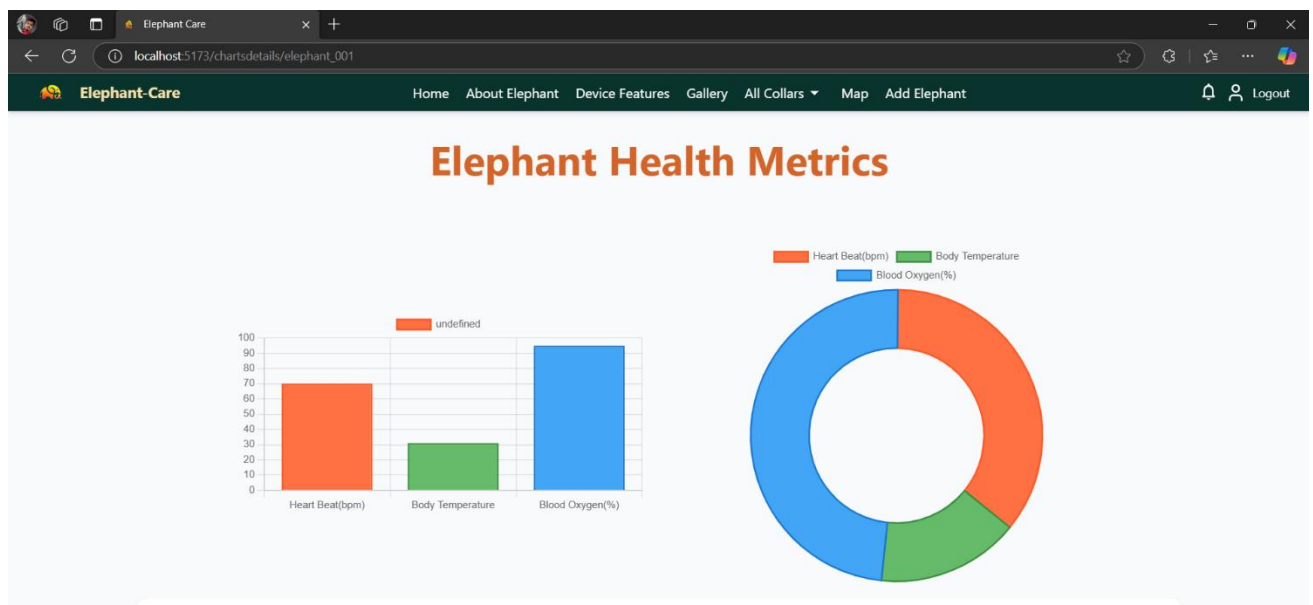 Elephant Care
localhost:5173/chartsdetails/elephant_001
Elephant-Care
Home About Elephant Device Features Gallery All Collars Map Add Elephant
Logout
Elephant Health Metrics
undefined
100
90
80
70
60
50
40
30
20
10
0
Heart Beat(bpm) Body Temperature Blood Oxygen(%)
Heart Beat(bpm) Body Temperature
Blood Oxygen(%)